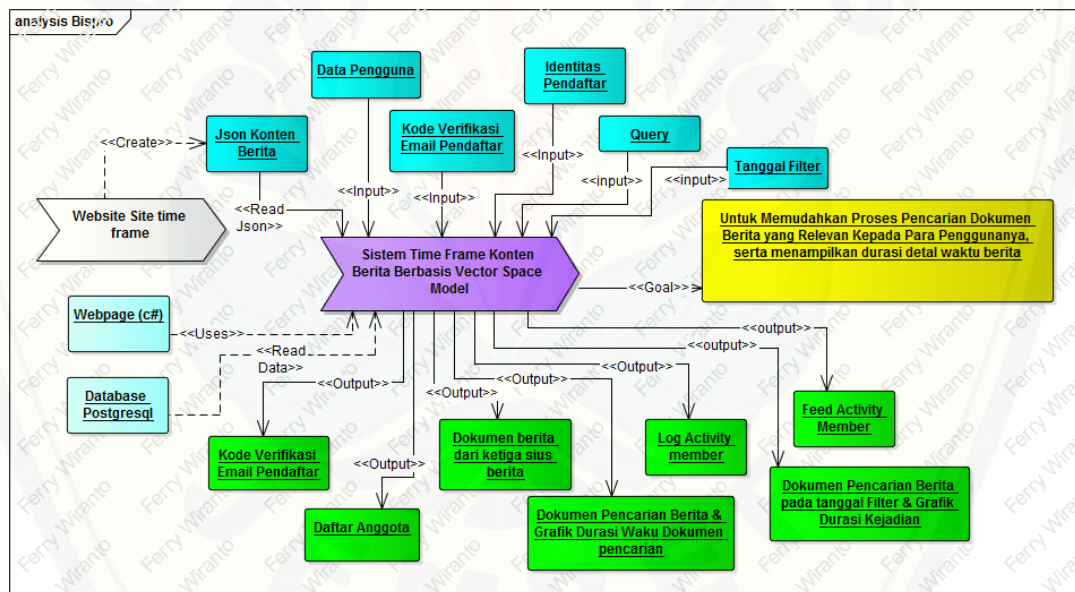 analysis Bispro
Data Pengguna
Identitas
Pendaftar
Json Konten
Berita
Kode Verifikasi
Email Pendaftar
Query
Tanggal Filter
<<Create>>
<<Input>>
<<Input>>
<<Input>>
<<input>>
<<input>>
<<Read
Json>>
Website Site time
frame
Sistem Time Frame Konten
Berita Berbasis Vector Space
Model
<<Goal>>
Untuk Memudahkan Proses Pencarian Dokumen
Berita yang Relevan Kepada Para Penggunanya,
serta menampilkan durasi detal waktu berita
Webpage (c#)
<<Uses>>
<<Read
Data>>
Database
Postgresql
<<Output>>
<<Output>>
<<Output>>
<<Output>>
<<Output>>
<<output>>
<<output>>
Kode Verifikasi
Email Pendaftar
Daftar Anggota
Dokumen berita
dari ketiga sius
berita
Dokumen Pencarian Berita &
Grafik Durasi Waku Dokumen
pencarian
Log Activity
member
Feed Activity
Member
Dokumen Pencarian Berita
pada tanggal Filter & Grafik
Durasi Kejadian
Ferry Wiranto